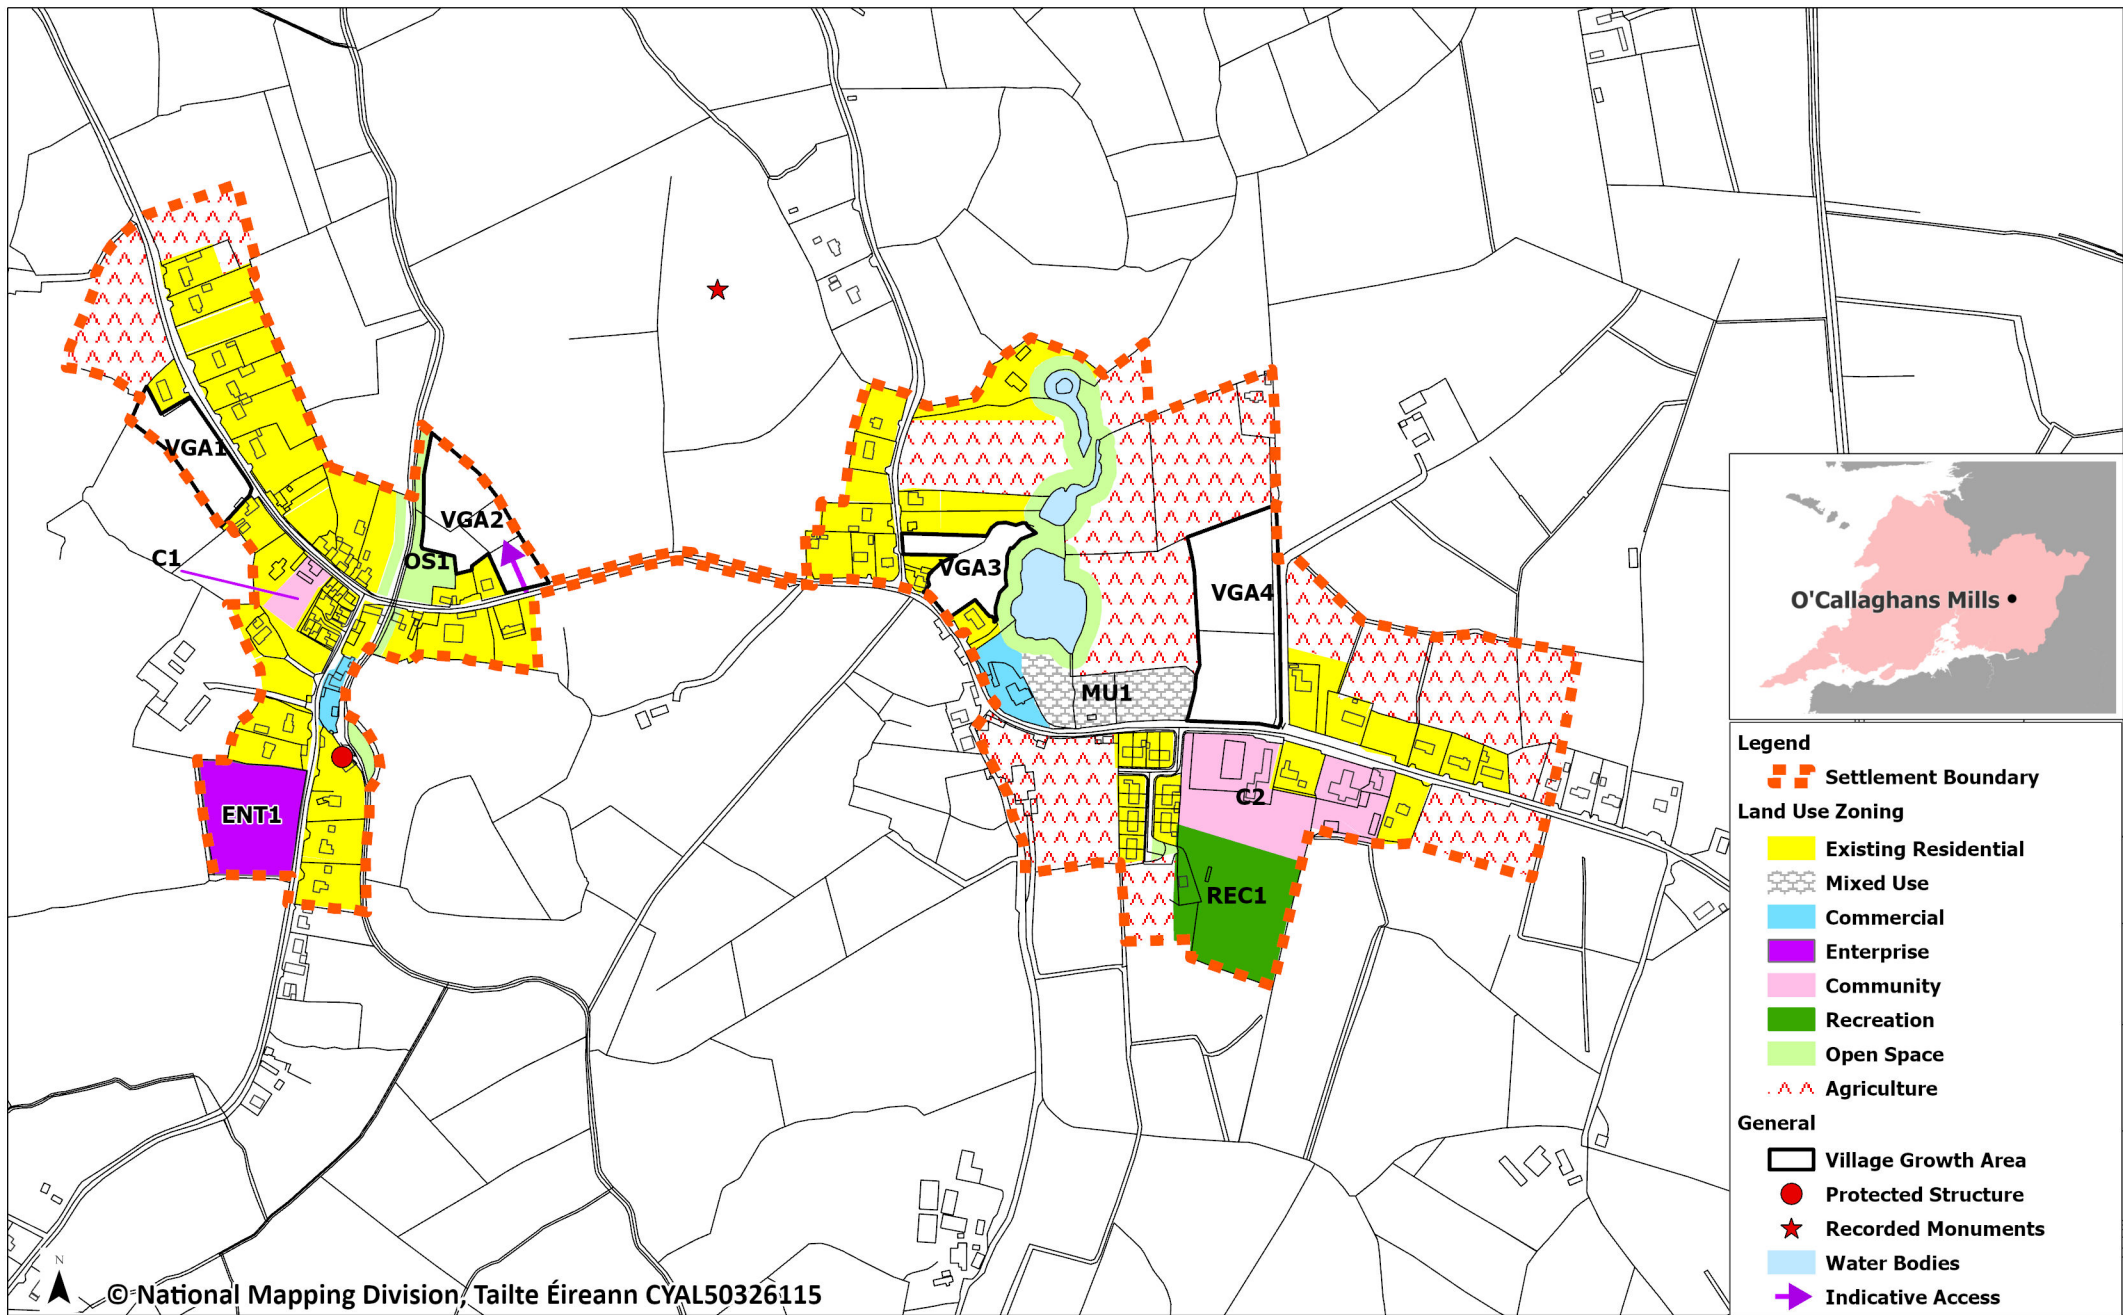 VGA1
VGA2
C1
OS1
VGA3
VGA4
MU1
C2
ENT1
REC1
O'Callaghans Mills
Legend
Settlement Boundary
Land Use Zoning
Existing Residential
Mixed Use
Commercial
Enterprise
Community
Recreation
Open Space
Agriculture
General
Village Growth Area
Protected Structure
Recorded Monuments
Water Bodies
Indicative Access
N
© National Mapping Division, Tailte Éireann CYAL50326115